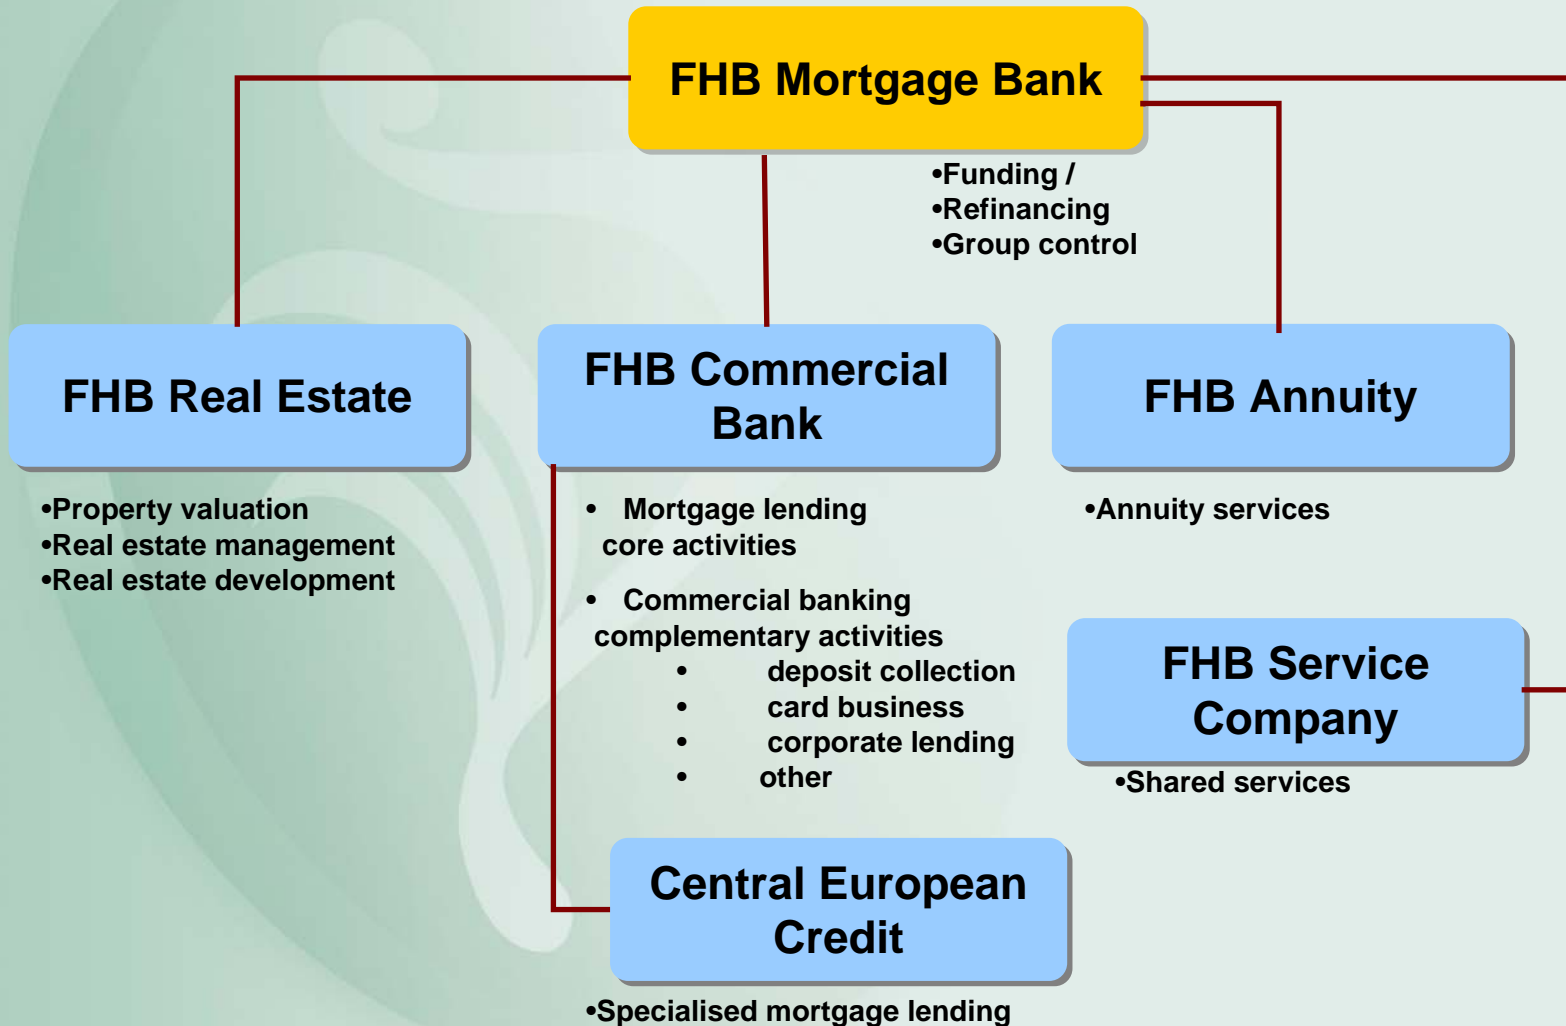 FHB Mortgage Bank
•Funding /
•Refinancing
•Group control
FHB Real Estate
•Property valuation
•Real estate management
•Real estate development
FHB Commercial
Bank
• Mortgage lending
core activities
• Commercial banking
complementary activities
• deposit collection
• card business
• corporate lending
• other
FHB Annuity
•Annuity services
FHB Service
Company
•Shared services
Central European
Credit
•Specialised mortgage lending